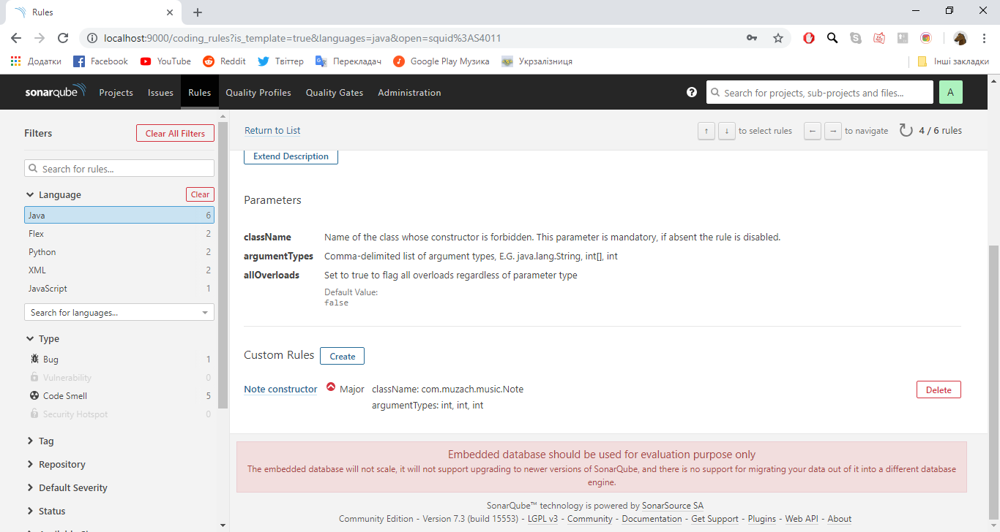 Rules
localhost:9000/coding_rules?is_template=true&languages=java&open=squid%3AS4011
Додатки Facebook YouTube Reddit Твіттер Перекладач Google Play Музика Укрзалізниця Інші закладки
sonarqube Projects Issues Rules Quality Profiles Quality Gates Administration ? Search for projects, sub-projects and files... A
Filters Clear All Filters
Return to List ↑ ↓ to select rules ← → to navigate 4 / 6 rules
Search for rules...
Language Clear
Java 6
Flex 2
Python 2
XML 2
JavaScript 1
Search for languages...
Type
Bug 1
Vulnerability 0
Code Smell 5
Security Hotspot 0
Tag
Repository
Default Severity
Status
Extend Description
Parameters
className Name of the class whose constructor is forbidden. This parameter is mandatory, if absent the rule is disabled.
argumentTypes Comma-delimited list of argument types, E.G. java.lang.String, int[], int
allOverloads Set to true to flag all overloads regardless of parameter type
Default Value:
false
Custom Rules Create
Note constructor Major className: com.muzach.music.Note Delete
argumentTypes: int, int, int
Embedded database should be used for evaluation purpose only
The embedded database will not scale, it will not support upgrading to newer versions of SonarQube, and there is no support for migrating your data out of it into a different database
engine.
SonarQube™ technology is powered by SonarSource SA
Community Edition - Version 7.3 (build 15553) - LGPL v3 - Community - Documentation - Get Support - Plugins - Web API - About